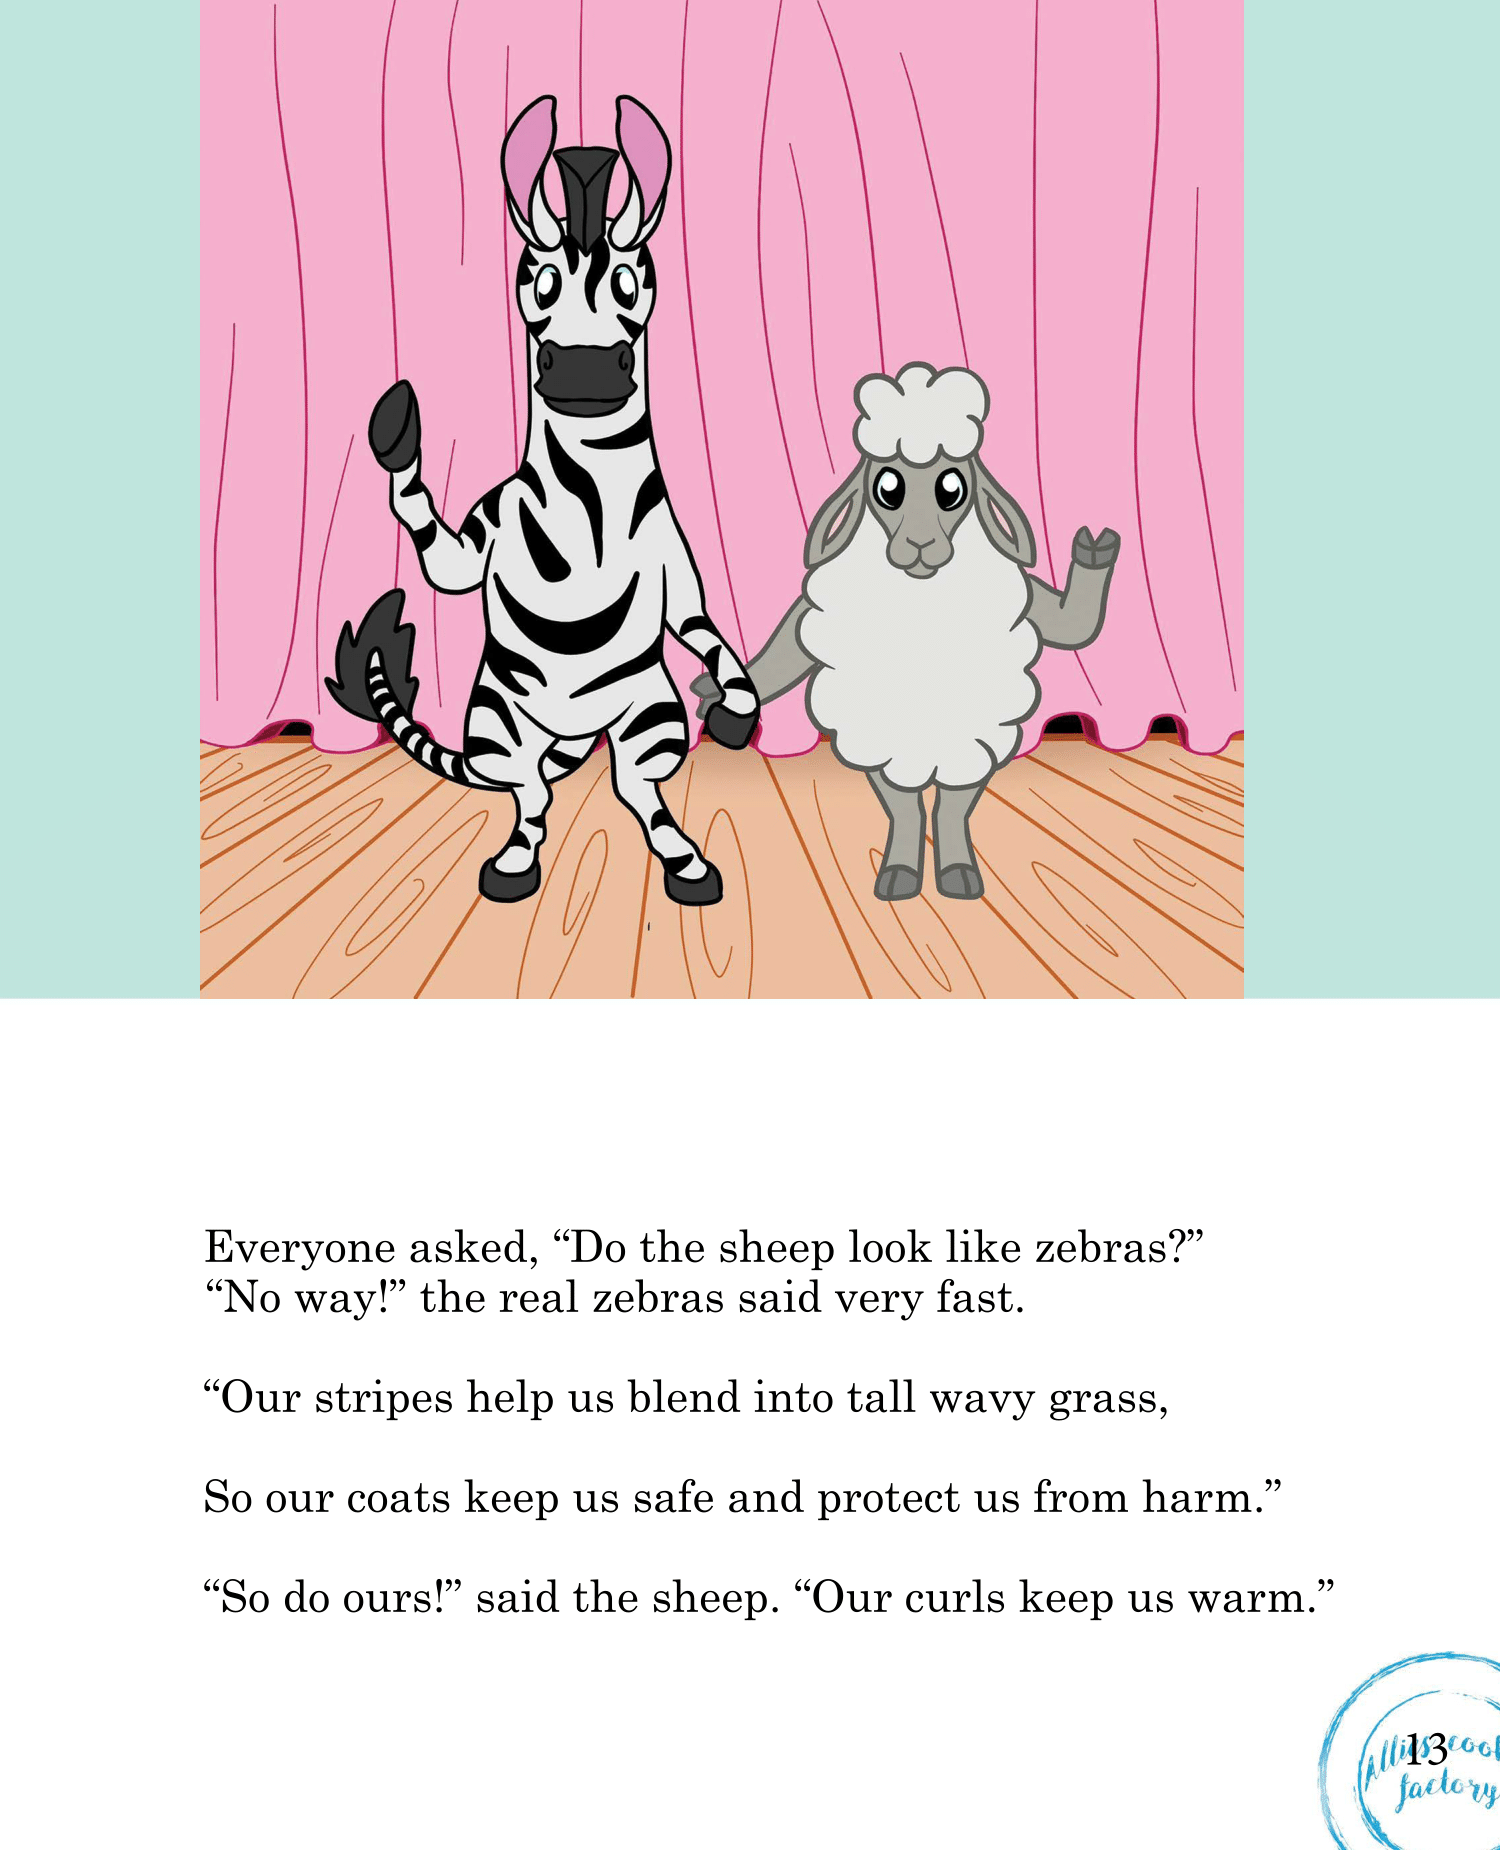 Everyone asked, “Do the sheep look like zebras?”
“No way!” the real zebras said very fast.
“Our stripes help us blend into tall wavy grass,
So our coats keep us safe and protect us from harm.”
“So do ours!” said the sheep. “Our curls keep us warm.”
13
factory